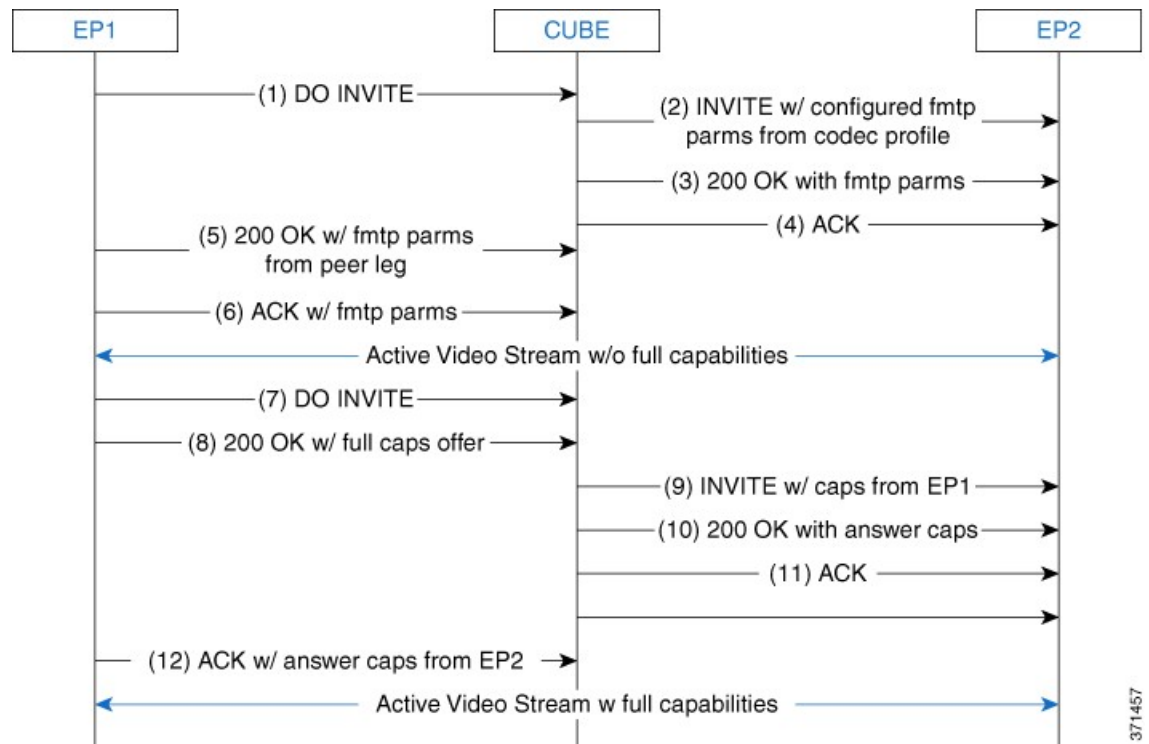 EP1 CUBE EP2
(1) DO INVITE
(2) INVITE w/ configured fmtp
parms from codec profile
(3) 200 OK with fmtp parms
(4) ACK
(5) 200 OK w/ fmtp parms
from peer leg
(6) ACK w/ fmtp parms
Active Video Stream w/o full capabilities
(7) DO INVITE
(8) 200 OK w/ full caps offer
(9) INVITE w/ caps from EP1
(10) 200 OK with answer caps
(11) ACK
(12) ACK w/ answer caps from EP2
Active Video Stream w full capabilities
371457